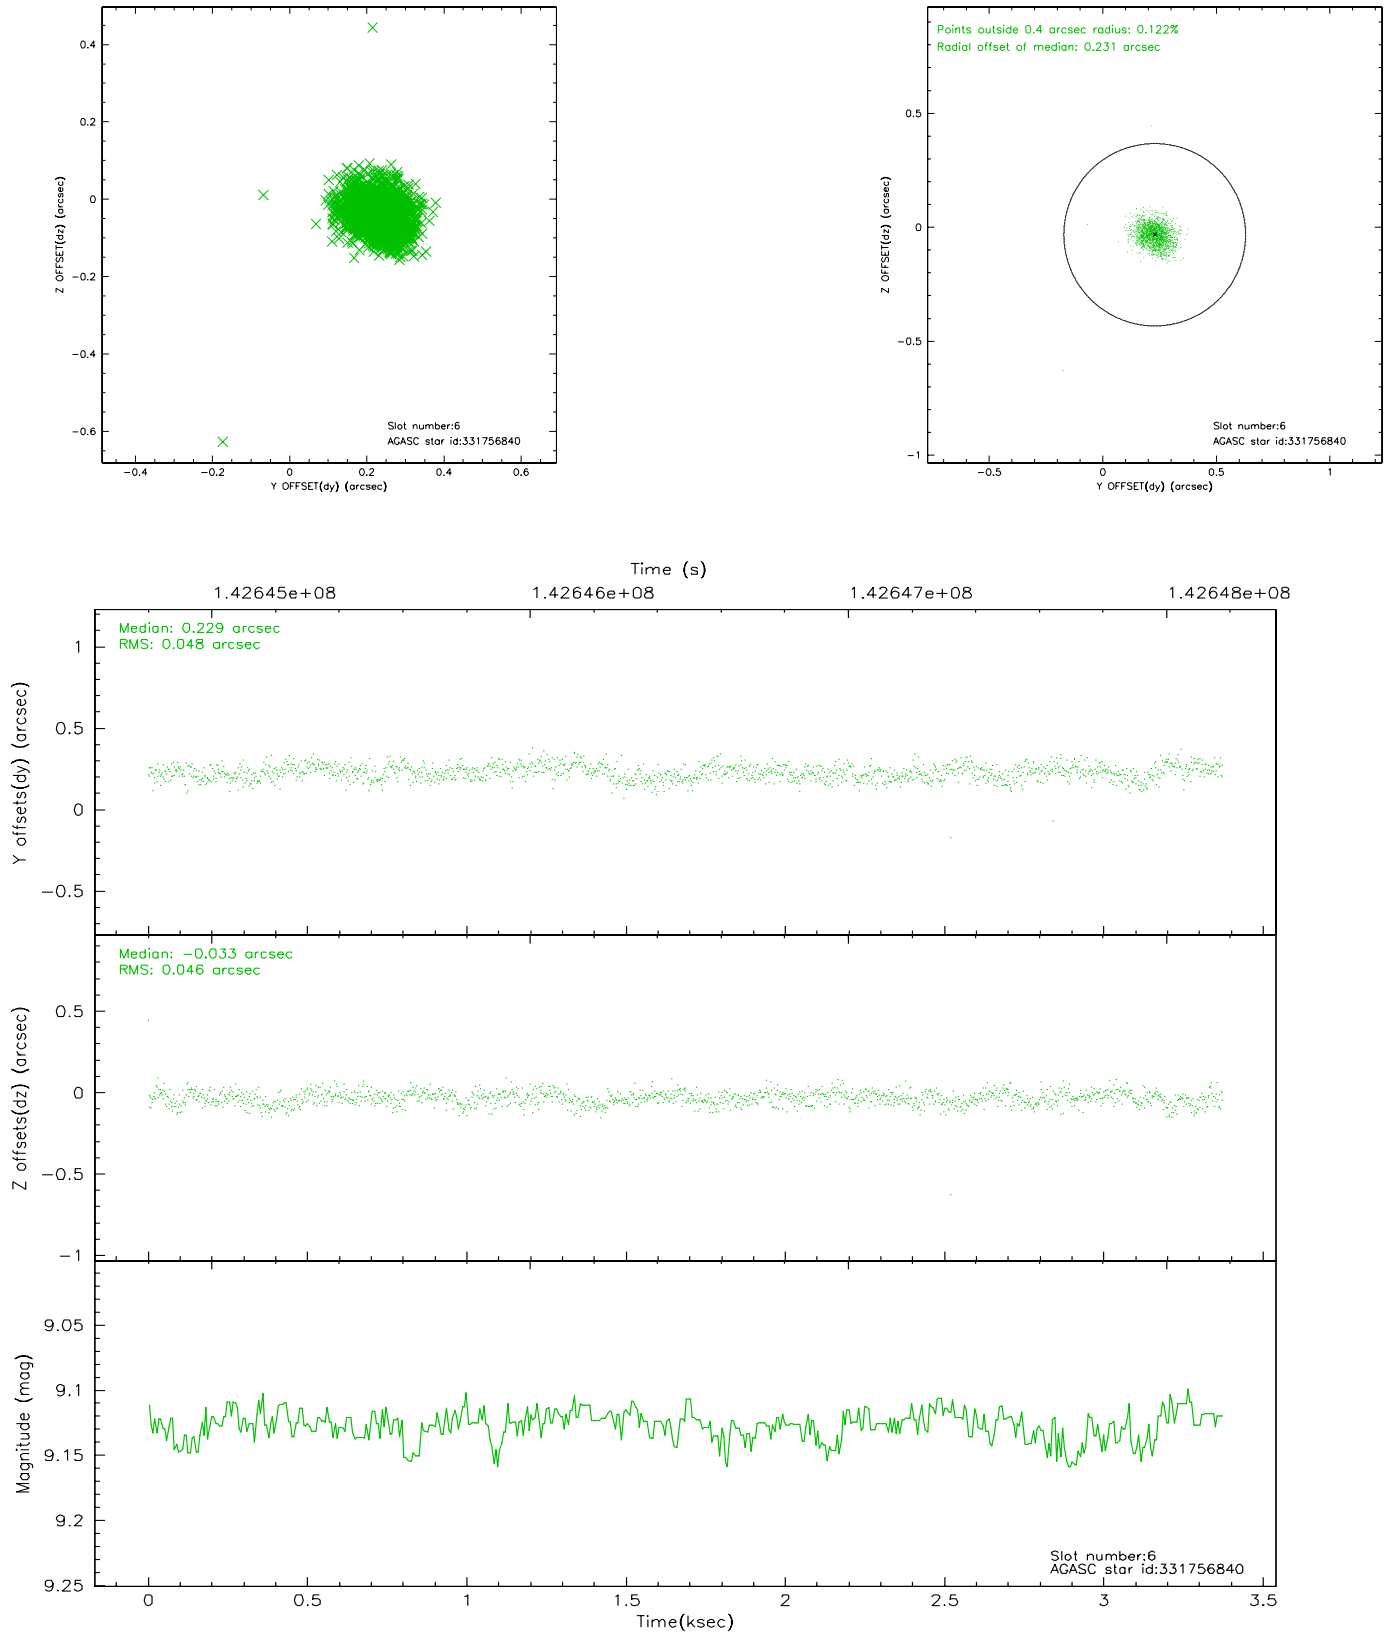 0.4
0.2
0
−0.2
−0.4
−0.6
Z OFFSET(dz) (arcsec)
Slot number:6
AGASC star id:331756840
−0.4 −0.2 0 0.2 0.4 0.6
Y OFFSET(dy) (arcsec)
Points outside 0.4 arcsec radius: 0.122%
Radial offset of median: 0.231 arcsec
0.5
0
−0.5
−1
Z OFFSET(dz) (arcsec)
Slot number:6
AGASC star id:331756840
−0.5 0 0.5 1
Y OFFSET(dy) (arcsec)
Time (s)
1.42645e+08 1.42646e+08 1.42647e+08 1.42648e+08
Median: 0.229 arcsec
RMS: 0.048 arcsec
1
0.5
0
−0.5
Y offsets(dy) (arcsec)
Median: −0.033 arcsec
RMS: 0.046 arcsec
0.5
0
−0.5
−1
Z offsets(dz) (arcsec)
9.05
9.1
9.15
9.2
9.25
Magnitude (mag)
Slot number:6
AGASC star id:331756840
0 0.5 1 1.5 2 2.5 3 3.5
Time(ksec)